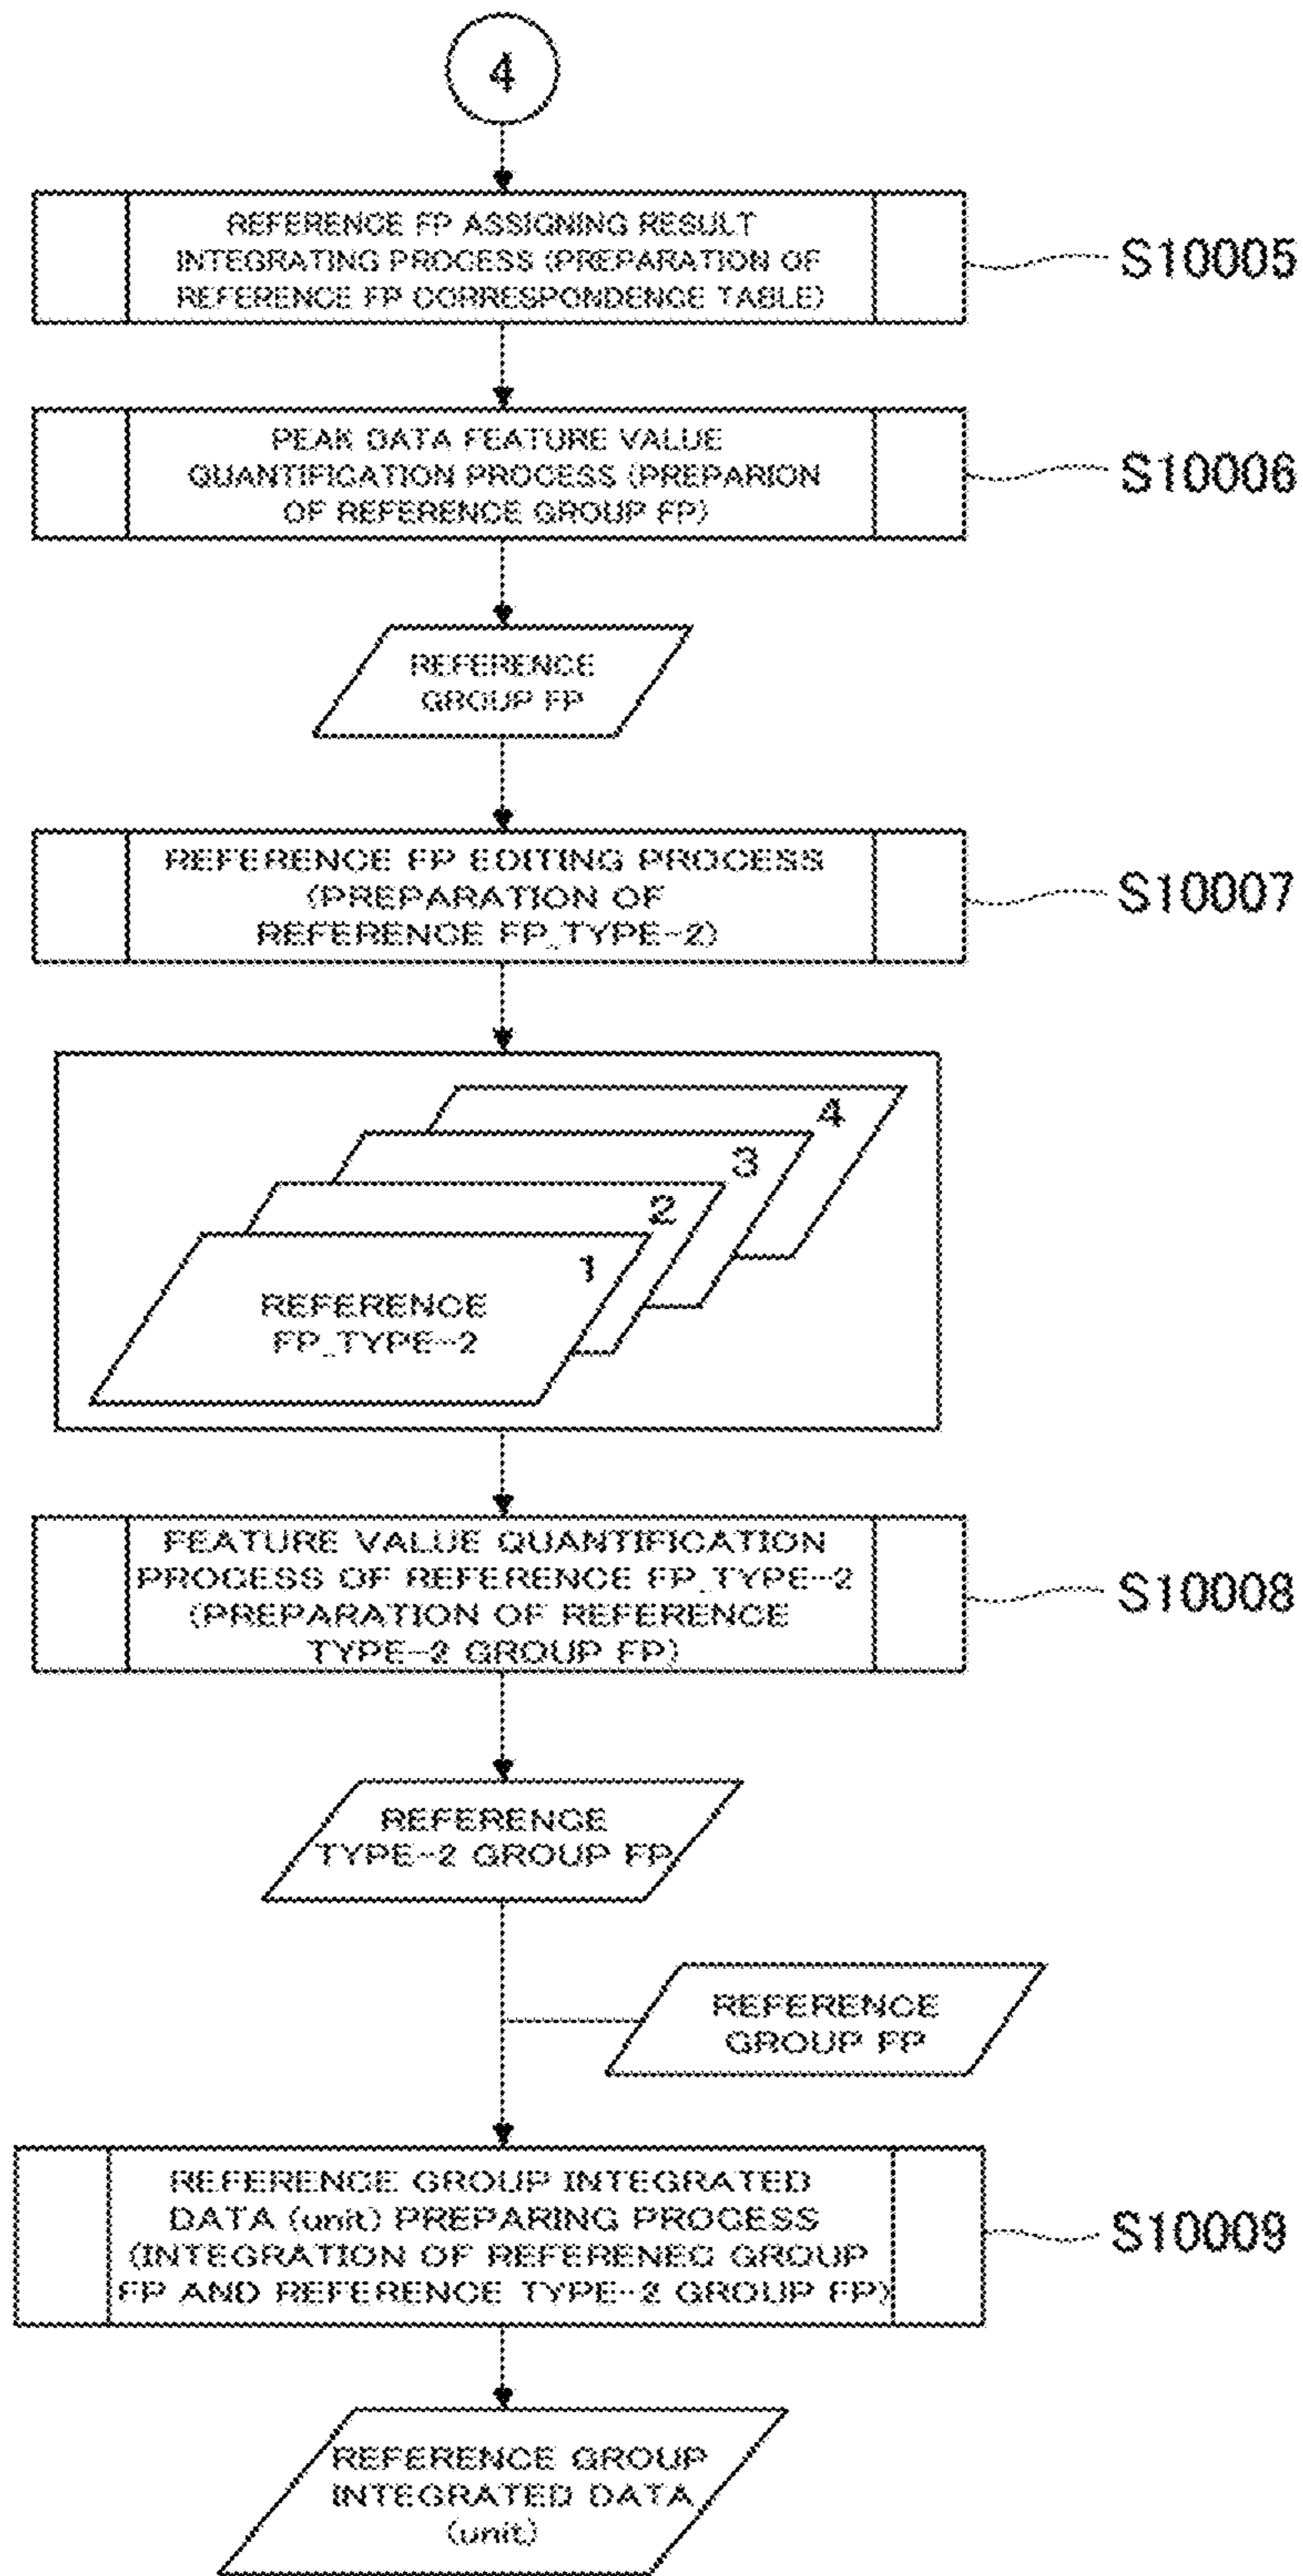 4
REFERENCE FP ASSIGNING RESULT
INTEGRATING PROCESS (PREPARATION OF
REFERENCE FP CORRESPONDENCE TABLE)
S10005
PEAK DATA FEATURE VALUE
QUANTIFICATION PROCESS (PREPARION
OF REFERENCE GROUP FP)
S10006
REFERENCE
GROUP FP
REFERENCE FP EDITING PROCESS
(PREPARATION OF
REFERENCE FP_TYPE-2)
S10007
4
3
2
1
REFERENCE
FP_TYPE-2
FEATURE VALUE QUANTIFICATION
PROCESS OF REFERENCE FP_TYPE-2
(PREPARATION OF REFERENCE
TYPE-2 GROUP FP)
S10008
REFERENCE
TYPE-2 GROUP FP
REFERENCE
GROUP FP
REFERENCE GROUP INTEGRATED
DATA (unit) PREPARING PROCESS
(INTEGRATION OF REFERENEC GROUP
FP AND REFERENCE TYPE-2 GROUP FP)
S10009
REFERENCE GROUP
INTEGRATED DATA
(unit)